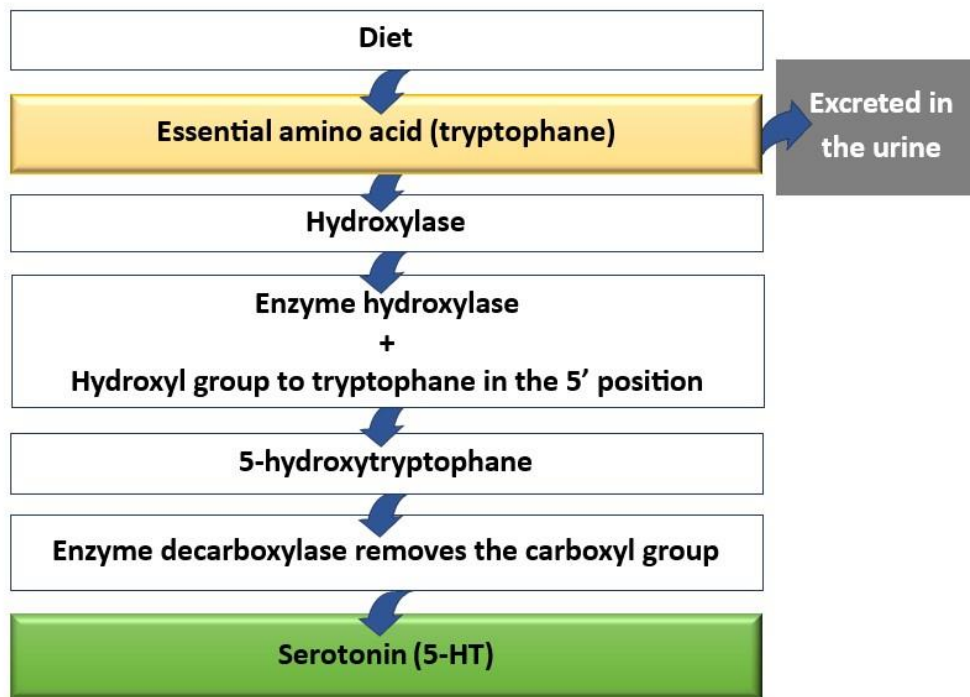 Diet
Essential amino acid (tryptophane)
Excreted in
the urine
Hydroxylase
Enzyme hydroxylase
+
Hydroxyl group to tryptophane in the 5’ position
5-hydroxytryptophane
Enzyme decarboxylase removes the carboxyl group
Serotonin (5-HT)